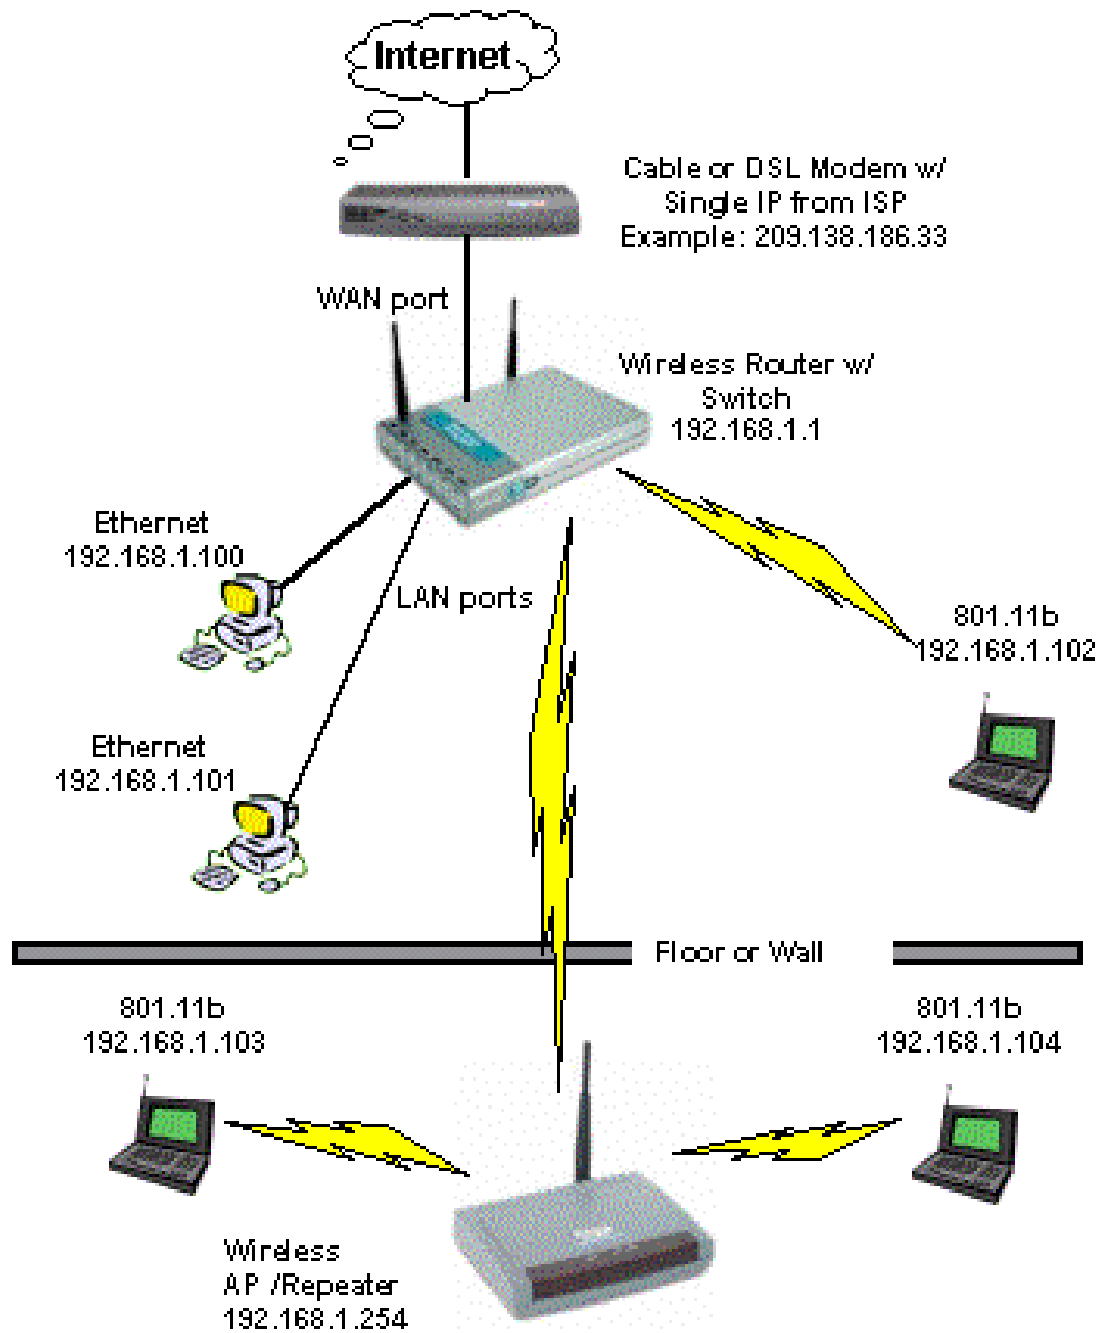 Internet
Cable or DSL Modem w/
Single IP from ISP
Example: 209.138.186.33
WAN port
Wireless Router w/
Switch
192.168.1.1
Ethernet
192.168.1.100
LAN ports
801.11b
192.168.1.102
Ethernet
192.168.1.101
Floor or Wall
801.11b
192.168.1.103
801.11b
192.168.1.104
Wireless
AP /Repeater
192.168.1.254